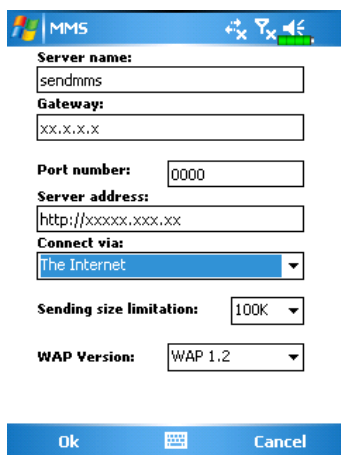 MMS
Server name:
sendmms
Gateway:
xx.x.x.x
Port number: 0000
Server address:
http://xxxxx.xxx.xx
Connect via:
The Internet
Sending size limitation: 100K
WAP Version: WAP 1.2
Ok Cancel